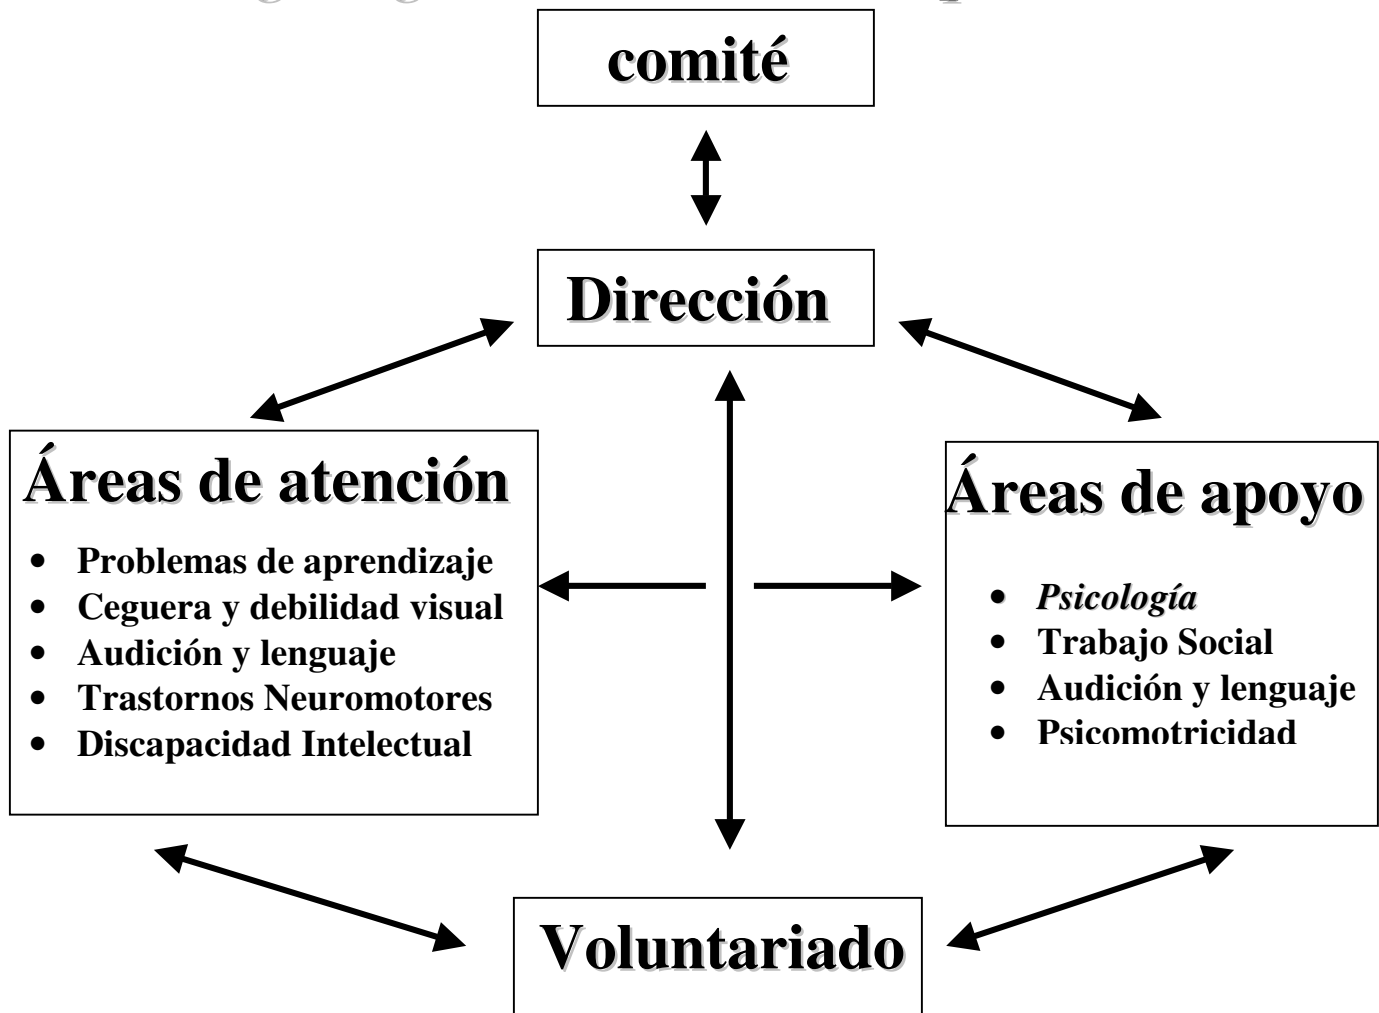 comité
Dirección
Áreas de atención
• Problemas de aprendizaje
• Ceguera y debilidad visual
• Audición y lenguaje
• Trastornos Neuromotores
• Discapacidad Intelectual
Áreas de apoyo
• Psicología
• Trabajo Social
• Audición y lenguaje
• Psicomotricidad
Voluntariado